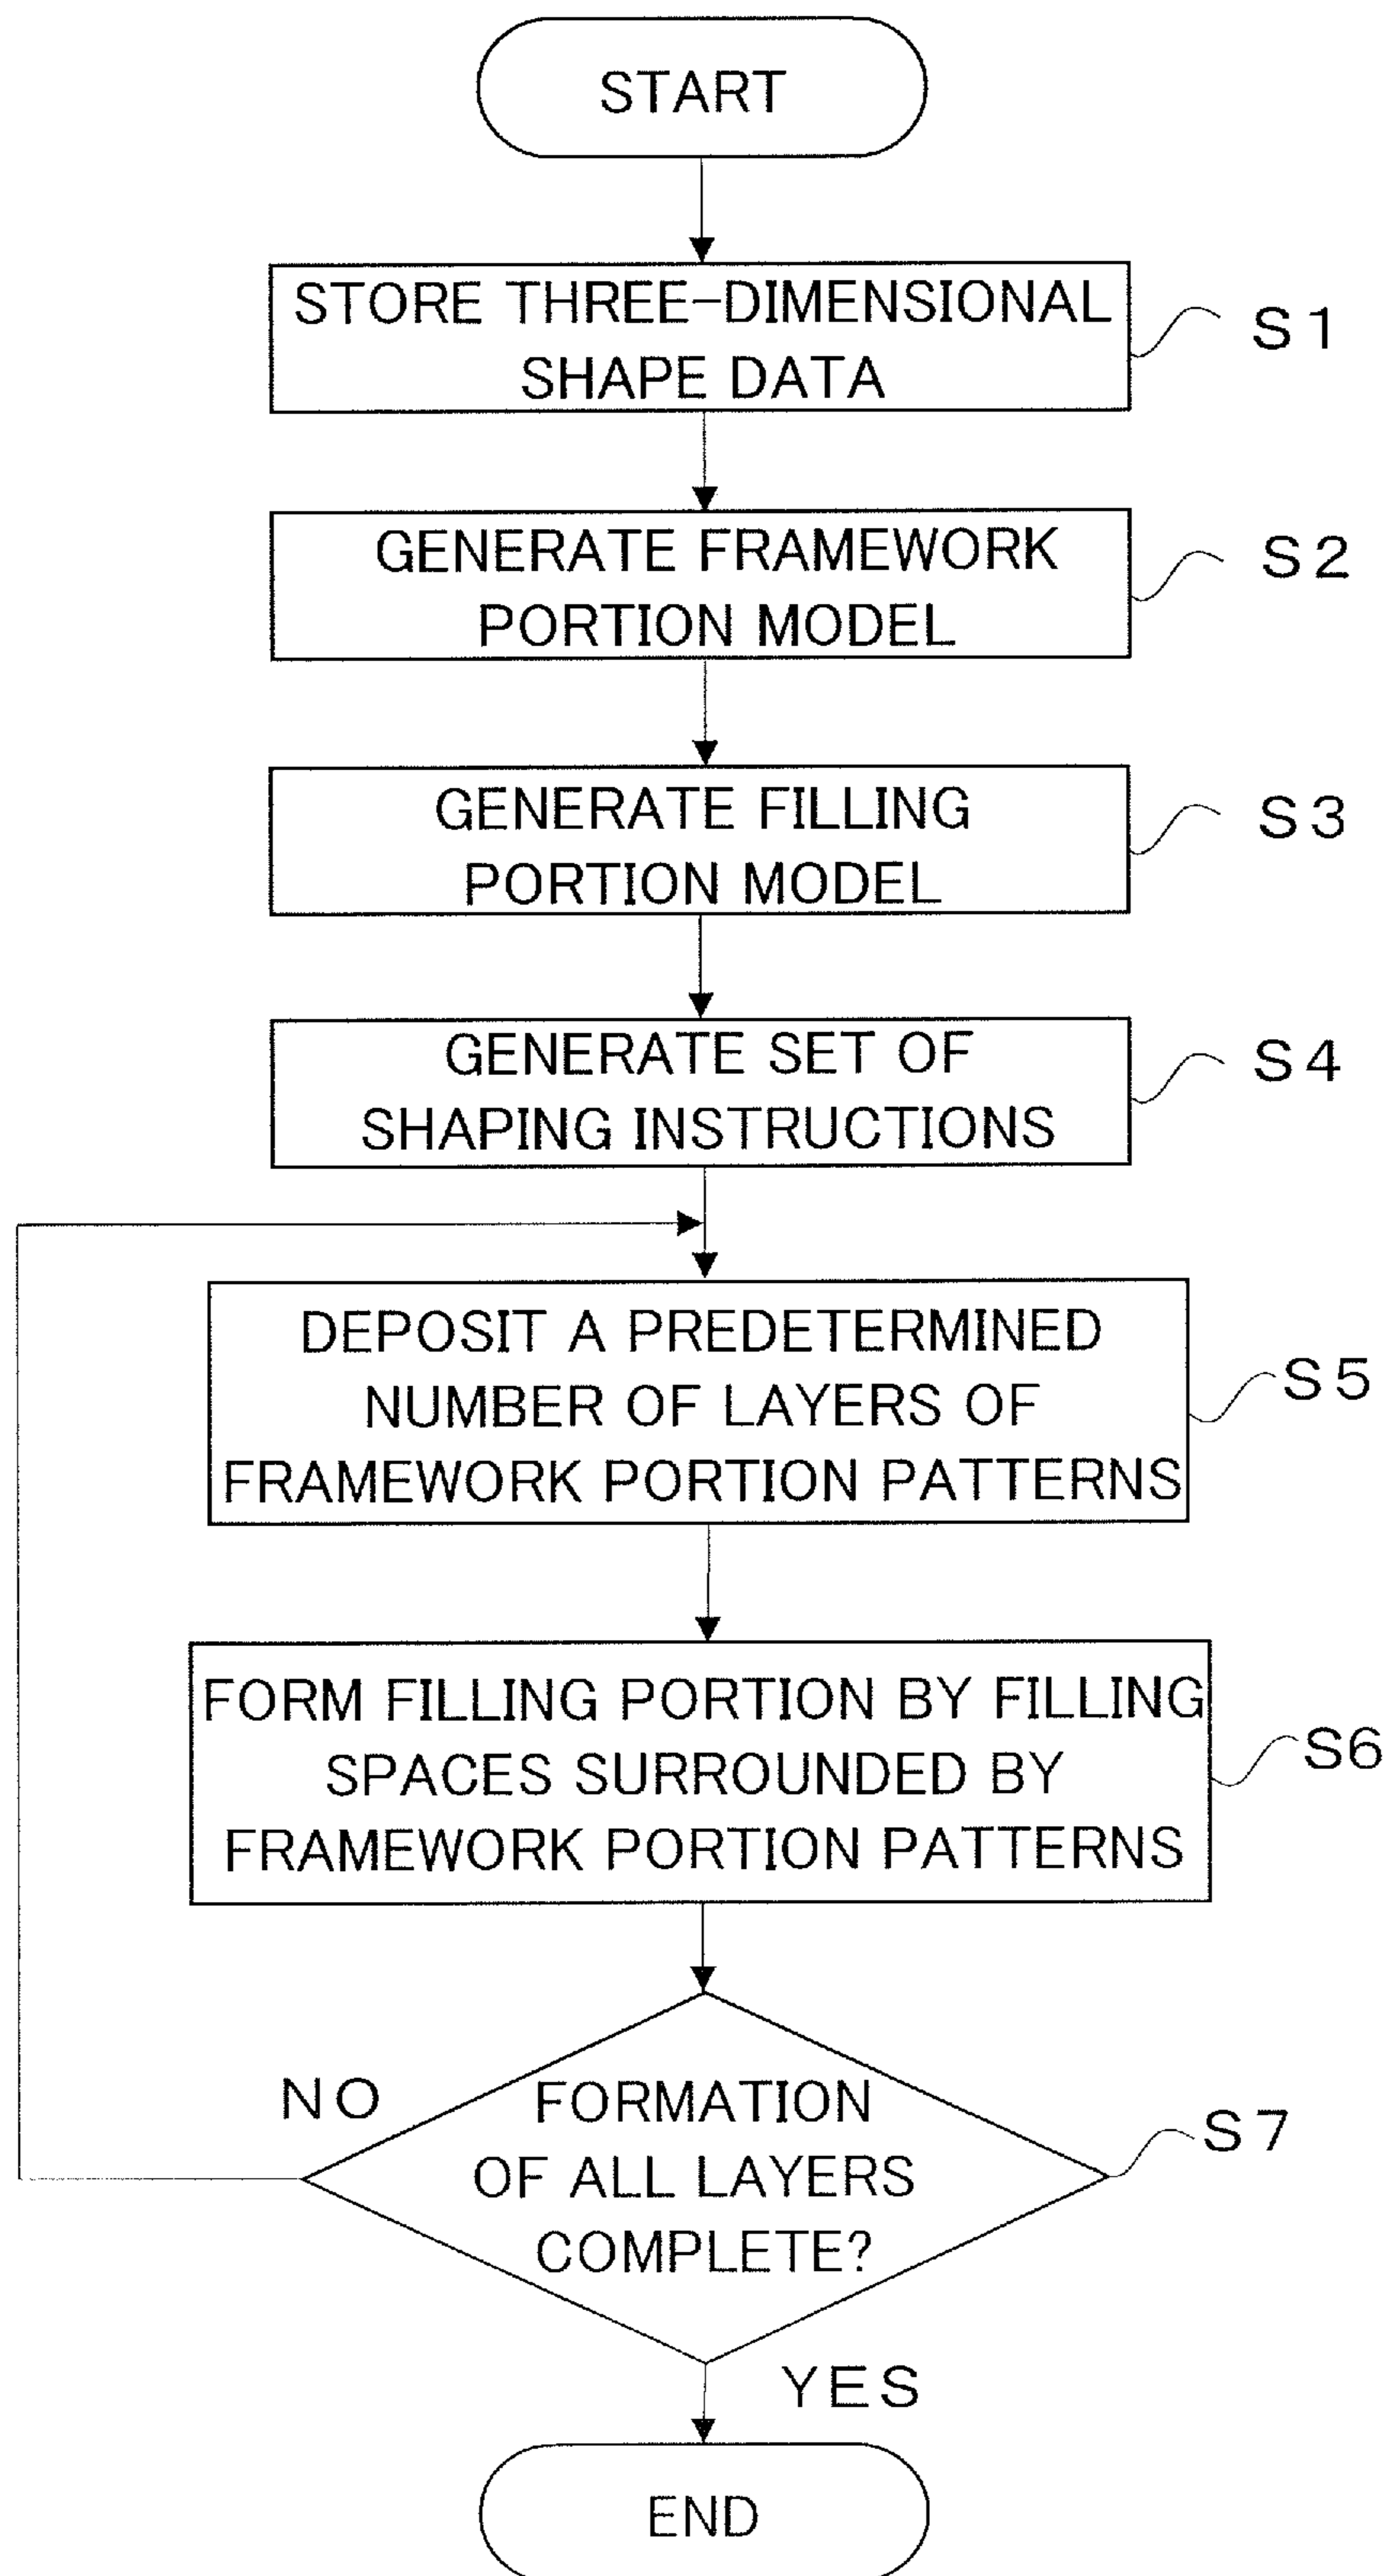 START
STORE THREE-DIMENSIONAL
SHAPE DATA
S1
GENERATE FRAMEWORK
PORTION MODEL
S2
GENERATE FILLING
PORTION MODEL
S3
GENERATE SET OF
SHAPING INSTRUCTIONS
S4
DEPOSIT A PREDETERMINED
NUMBER OF LAYERS OF
FRAMEWORK PORTION PATTERNS
S5
FORM FILLING PORTION BY FILLING
SPACES SURROUNDED BY
FRAMEWORK PORTION PATTERNS
S6
NO
FORMATION
OF ALL LAYERS
COMPLETE?
S7
YES
END